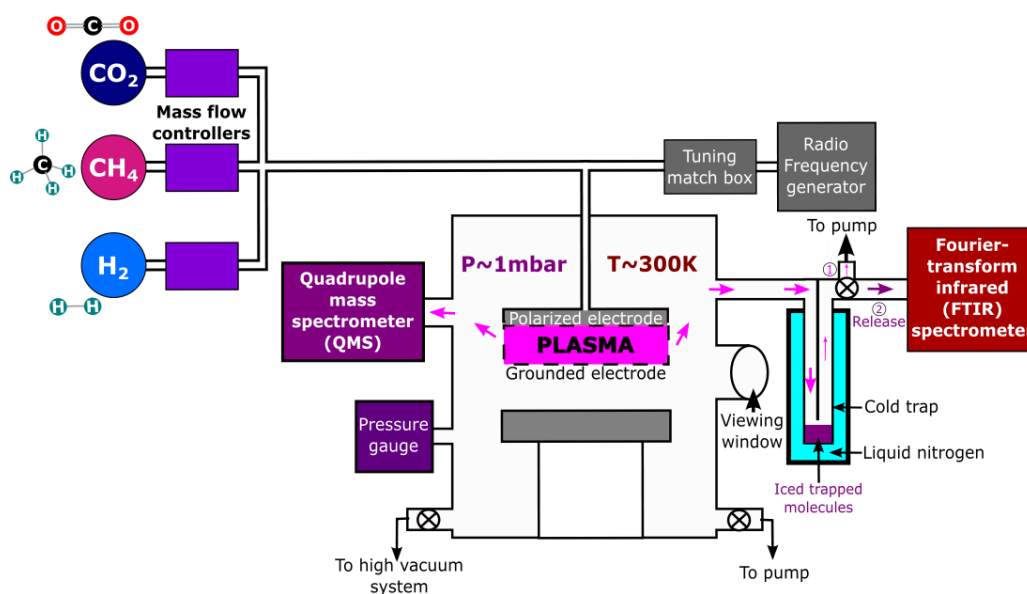 O C O
CO2
Mass flow
controllers
H
C
H
H
H
CH4
H2
H H
Tuning
match box
Radio
Frequency
generator
To pump
P~1mbar
T~300K
Quadrupole
mass
spectrometer
(QMS)
Polarized electrode
PLASMA
Grounded electrode
①
②
Release
Fourier-
transform
infrared
(FTIR)
spectrometer
Pressure
gauge
Viewing
window
Cold trap
Liquid nitrogen
Iced trapped
molecules
To high vacuum
system
To pump